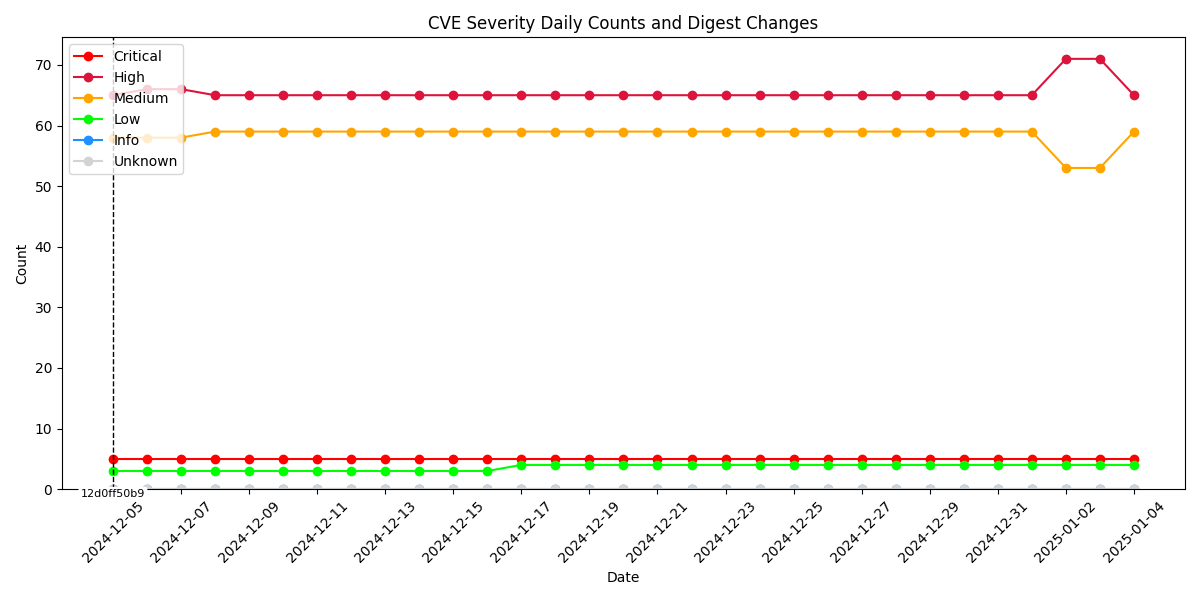 CVE Severity Daily Counts and Digest Changes
Critical
High
Medium
Low
Info
Unknown
Count
70
60
50
40
30
20
10
0
12d0ff50b9
2024-12-05
2024-12-07
2024-12-09
2024-12-11
2024-12-13
2024-12-15
2024-12-17
2024-12-19
2024-12-21
2024-12-23
2024-12-25
2024-12-27
2024-12-29
2024-12-31
2025-01-02
2025-01-04
Date